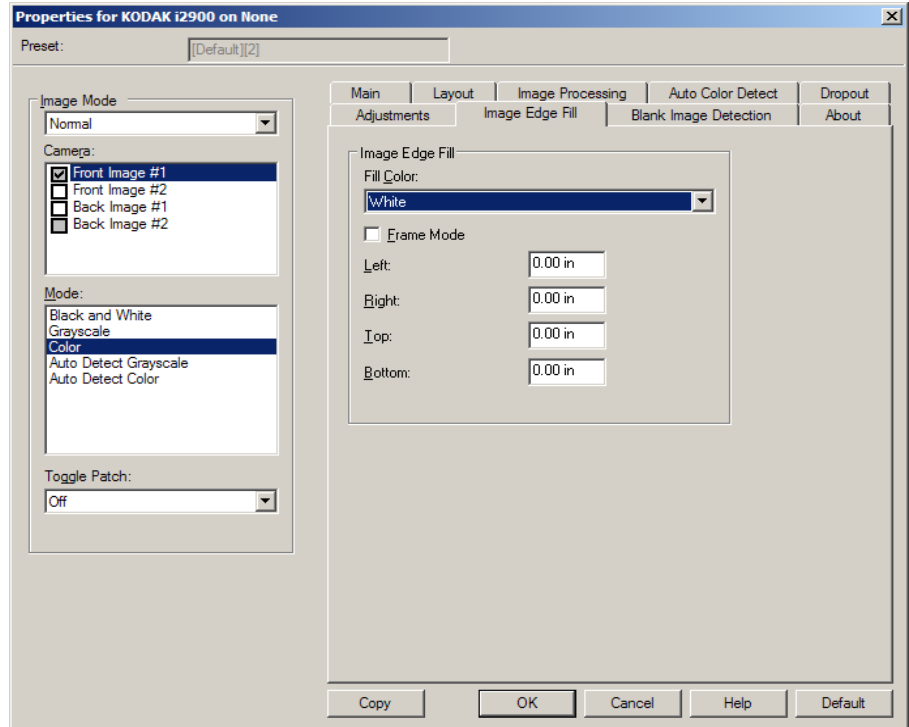 Properties for KODAK i2900 on None
Preset:
[Default][2]
Image Mode
Normal
Camera:
Front Image #1
Front Image #2
Back Image #1
Back Image #2
Mode:
Black and White
Grayscale
Color
Auto Detect Grayscale
Auto Detect Color
Toggle Patch:
Off
Main
Layout
Image Processing
Auto Color Detect
Dropout
Adjustments
Image Edge Fill
Blank Image Detection
About
Image Edge Fill
Fill Color:
White
Frame Mode
Left:
0.00 in
Right:
0.00 in
Top:
0.00 in
Bottom:
0.00 in
Copy
OK
Cancel
Help
Default